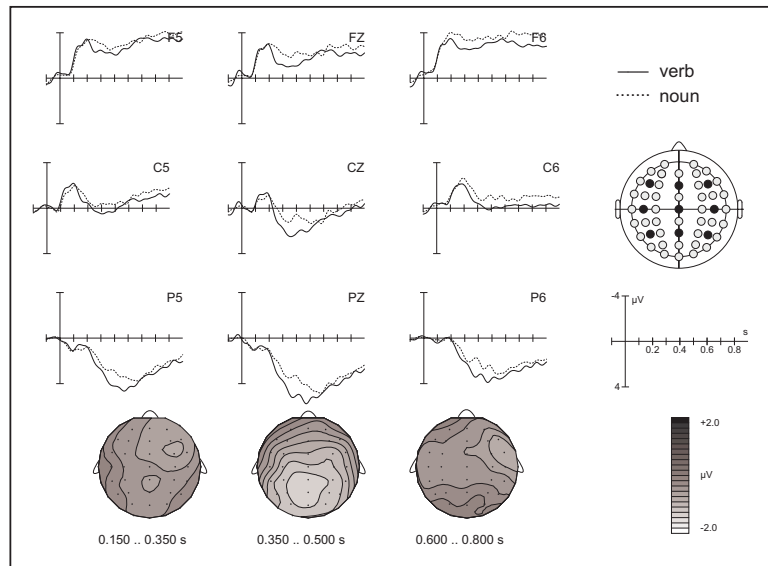 F5
FZ
F6
verb
noun
C5
CZ
C6
P5
PZ
P6
-4
µV
s
0.2 0.4 0.6 0.8
4
+2.0
µV
-2.0
0.150 .. 0.350 s
0.350 .. 0.500 s
0.600 .. 0.800 s